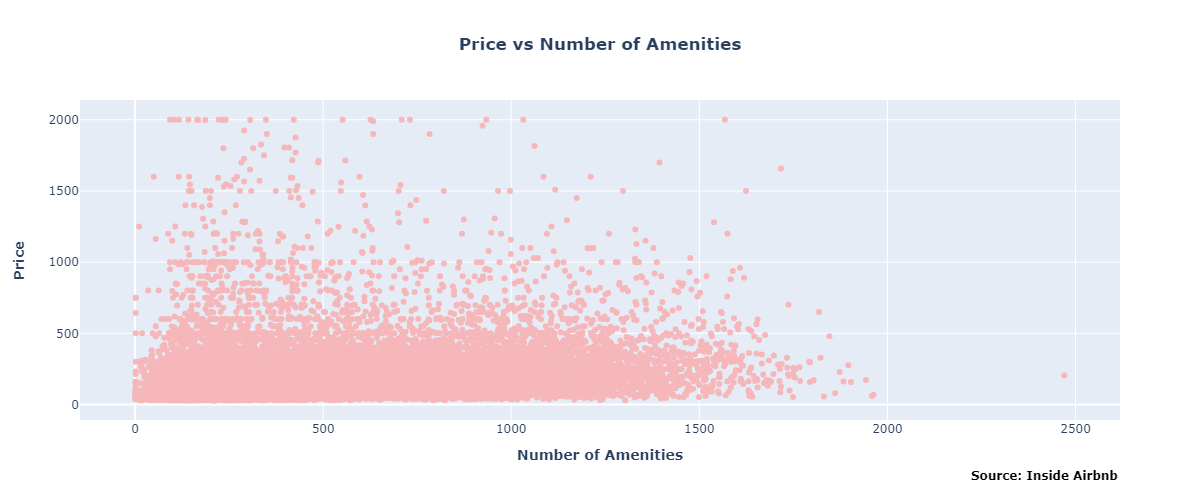 Price vs Number of Amenities
2000
1500
1000
500
0
Price
0 500 1000 1500 2000 2500
Number of Amenities
Source: Inside Airbnb